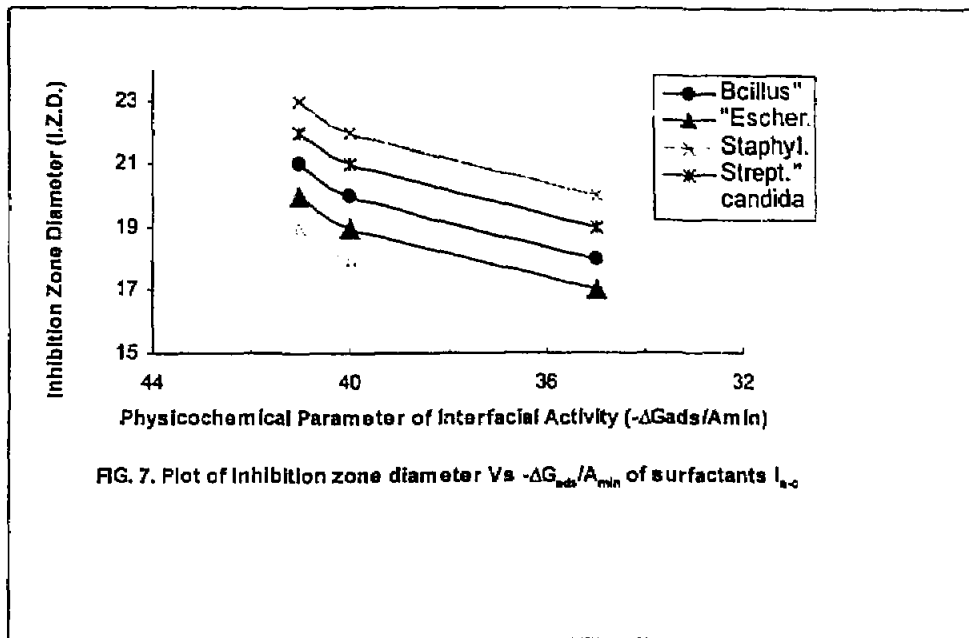 Inhibition Zone Diameter (I.Z.D.)
23
21
19
17
15
44
40
36
32
Physicochemical Parameter of Interfacial Activity (-ΔGads/Amin)
Bcillus"
"Escher.
Staphyl.
Strept."
candida
FIG. 7. Plot of Inhibition zone diameter Vs -ΔGads/Amin of surfactants Ia-c